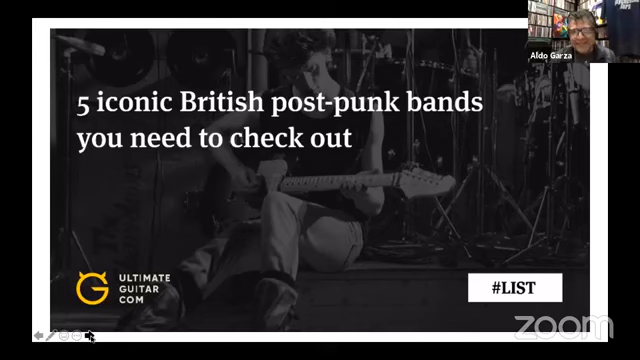 5 iconic British post-punk bands
you need to check out
ULTIMATE
GUITAR
COM
#LIST
Aldo Garza
zoom